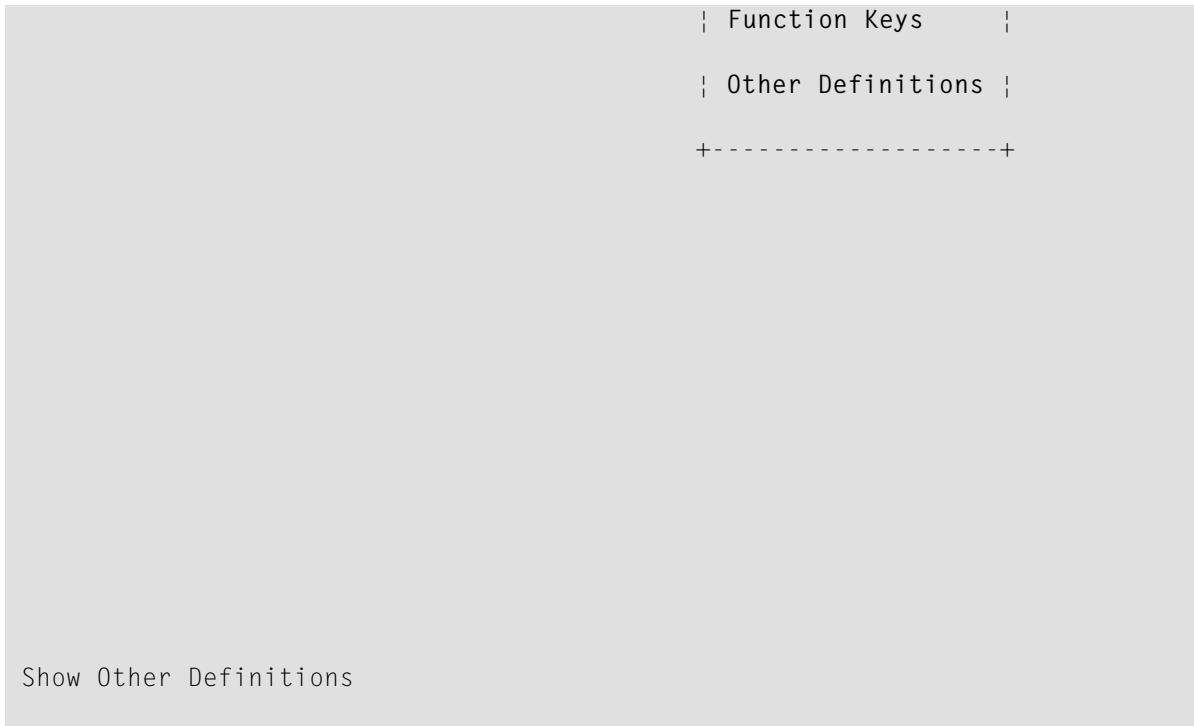 ¦ Function Keys ¦
¦ Other Definitions ¦
+-------------------+
Show Other Definitions